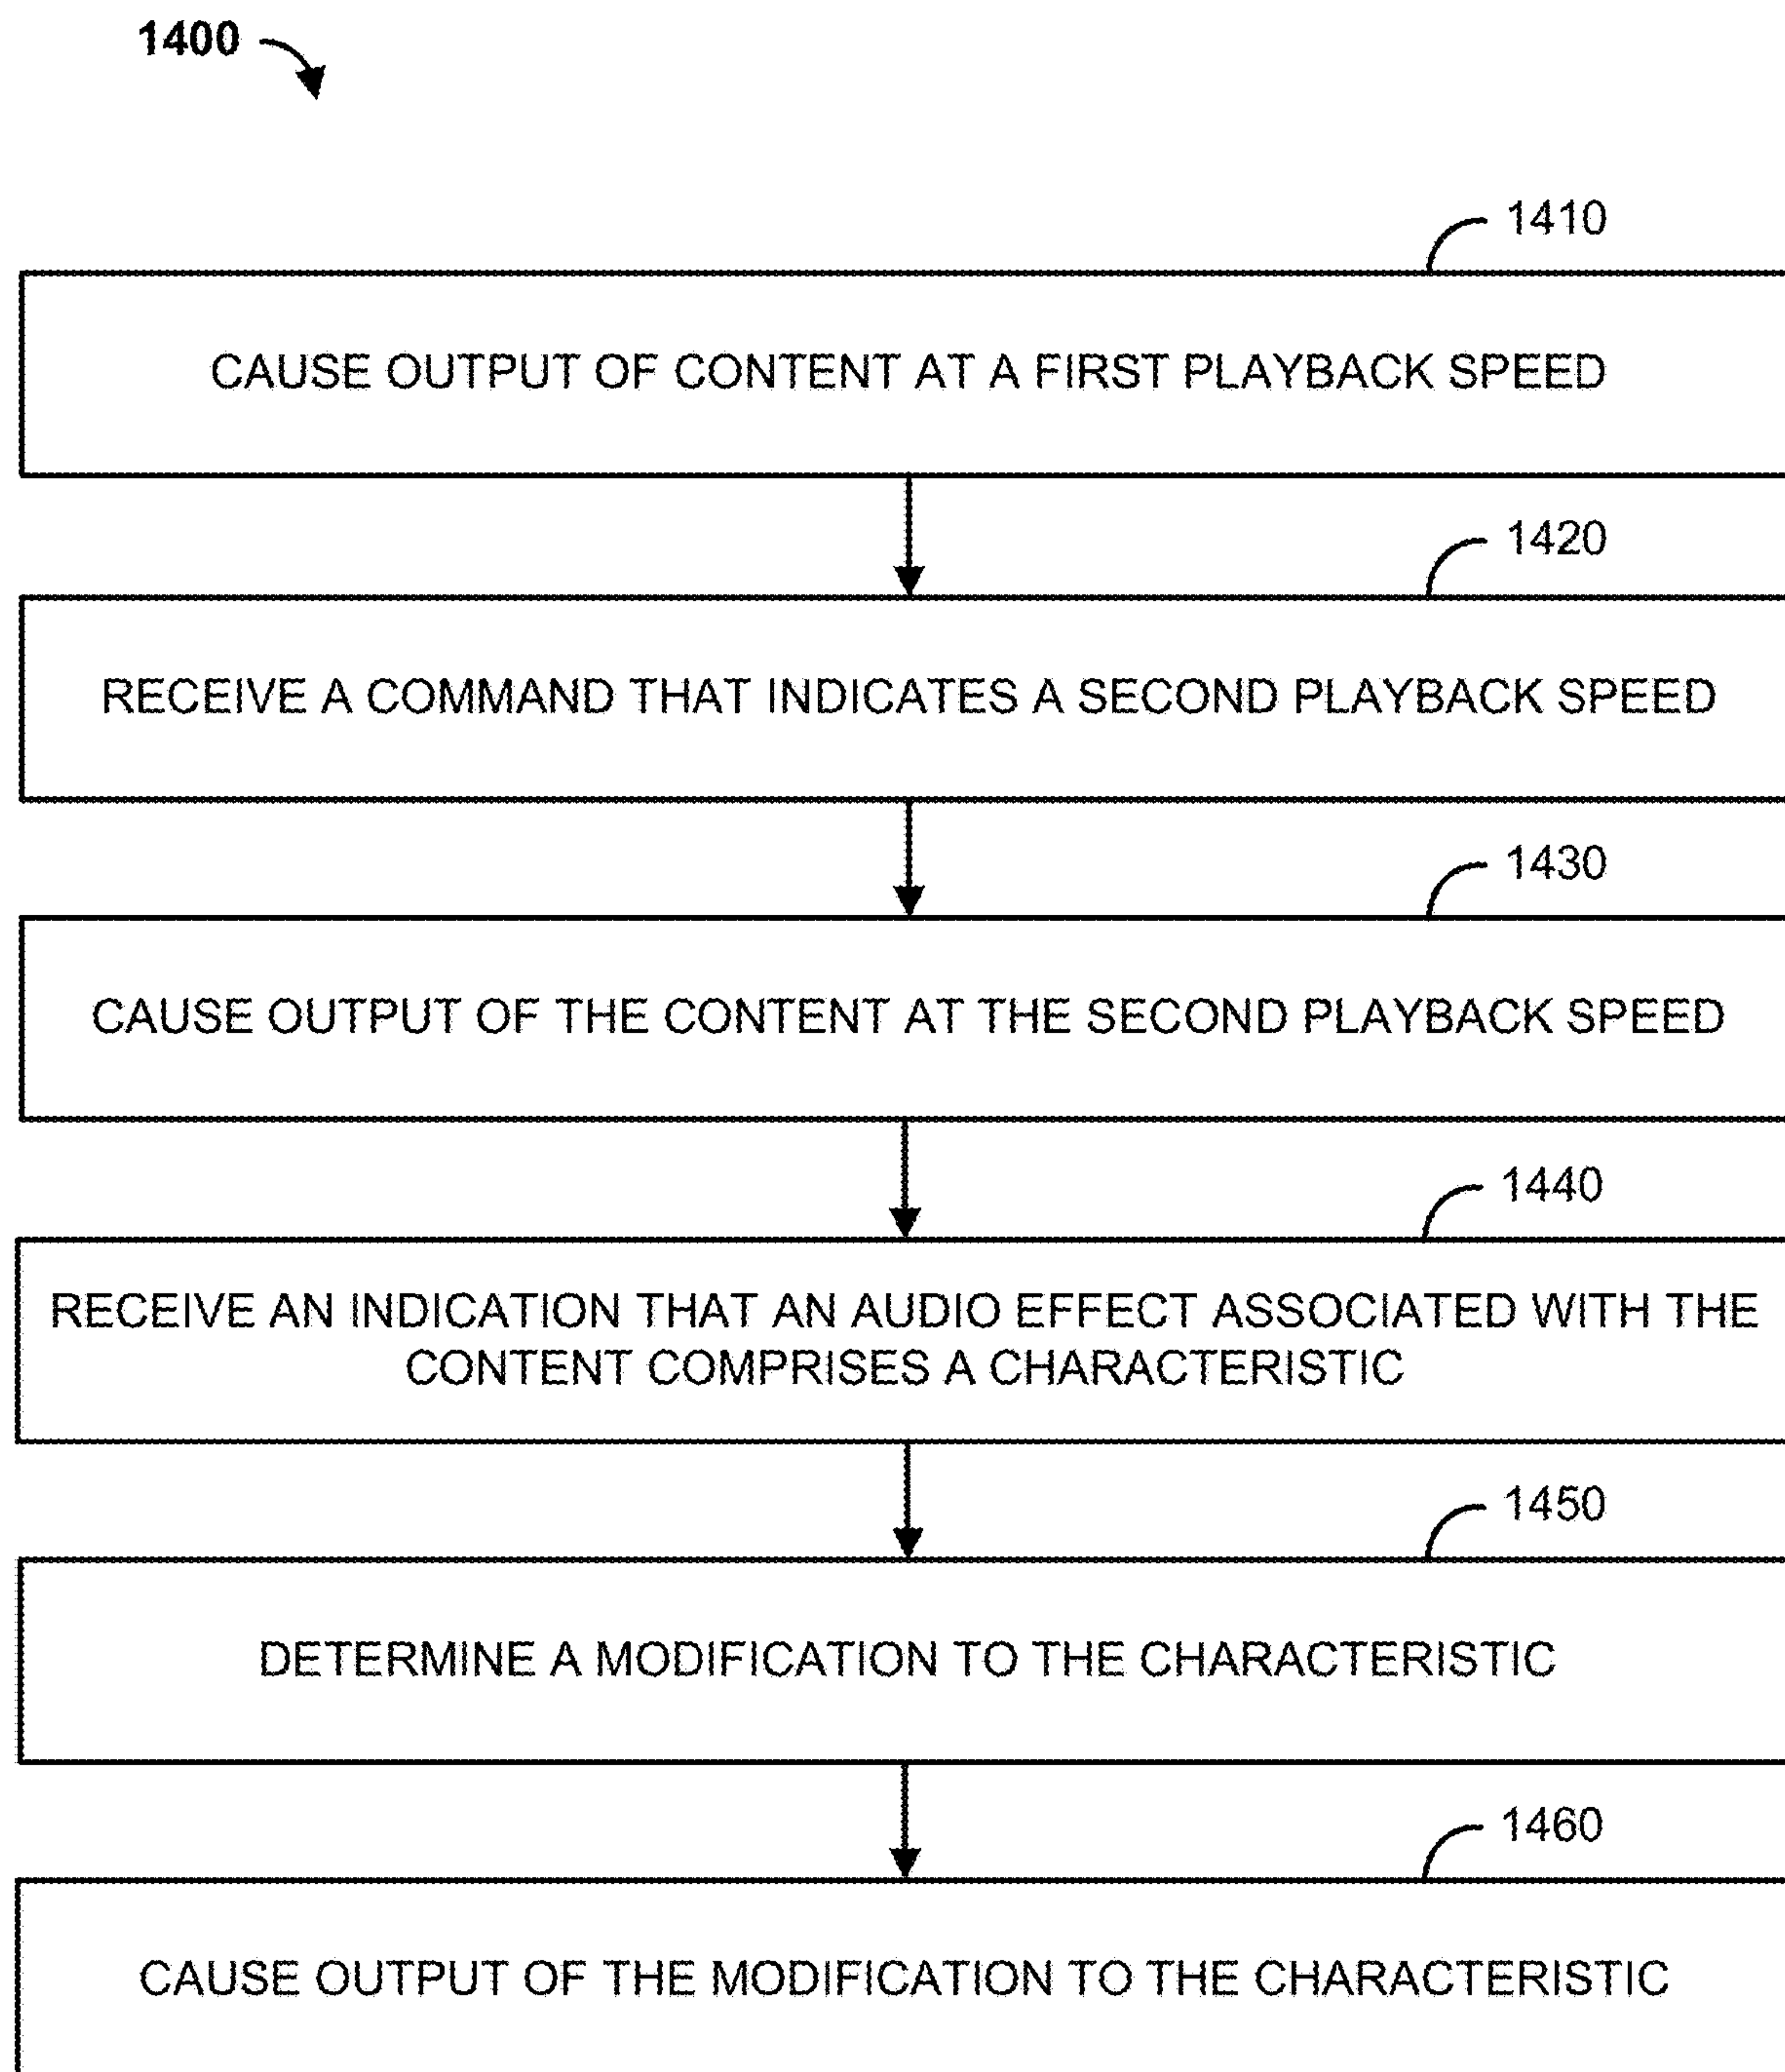 1400
1410
CAUSE OUTPUT OF CONTENT AT A FIRST PLAYBACK SPEED
1420
RECEIVE A COMMAND THAT INDICATES A SECOND PLAYBACK SPEED
1430
CAUSE OUTPUT OF THE CONTENT AT THE SECOND PLAYBACK SPEED
1440
RECEIVE AN INDICATION THAT AN AUDIO EFFECT ASSOCIATED WITH THE
CONTENT COMPRISES A CHARACTERISTIC
1450
DETERMINE A MODIFICATION TO THE CHARACTERISTIC
1460
CAUSE OUTPUT OF THE MODIFICATION TO THE CHARACTERISTIC